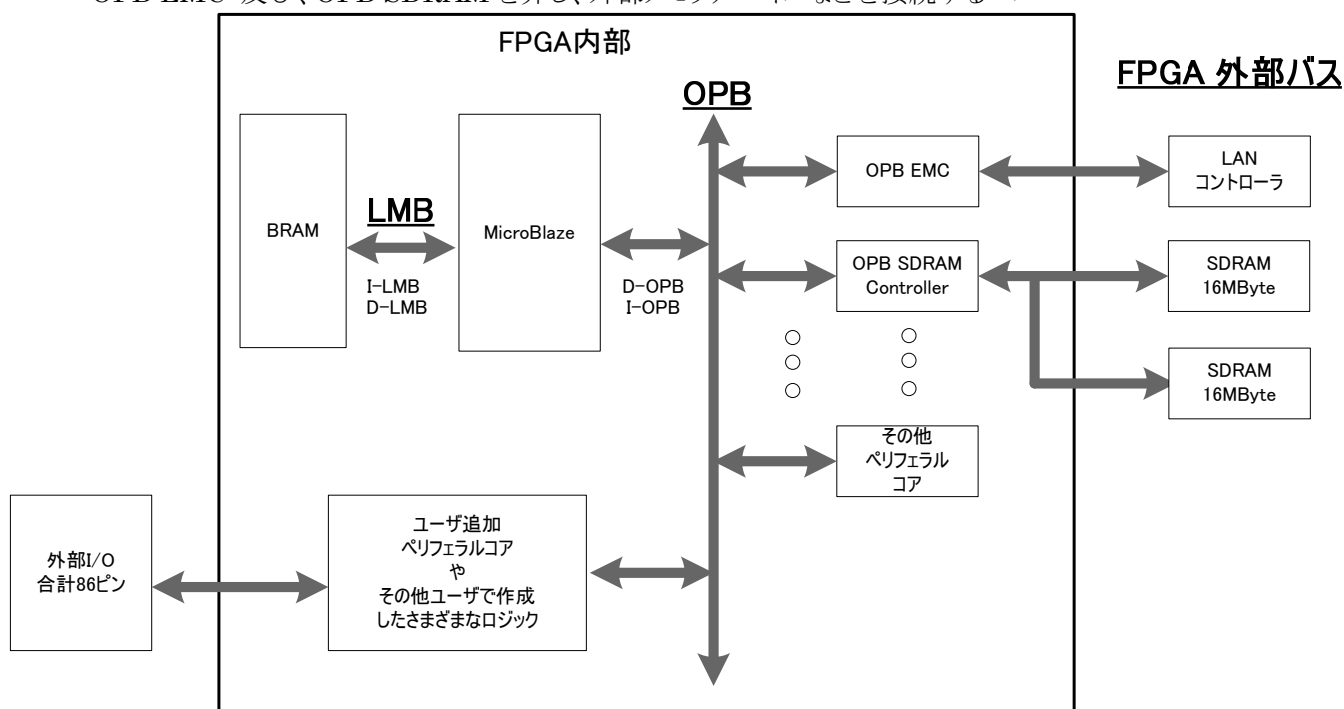 FPGA内部
FPGA 外部バス
OPB
BRAM
LMB
I-LMB
D-LMB
MicroBlaze
D-OPB
I-OPB
OPB EMC
LAN
コントローラ
OPB SDRAM
Controller
SDRAM
16MByte
SDRAM
16MByte
その他
ペリフェラル
コア
外部I/O
合計86ピン
ユーザ追加
ペリフェラルコア
や
その他ユーザで作成
したさまざまなロジック